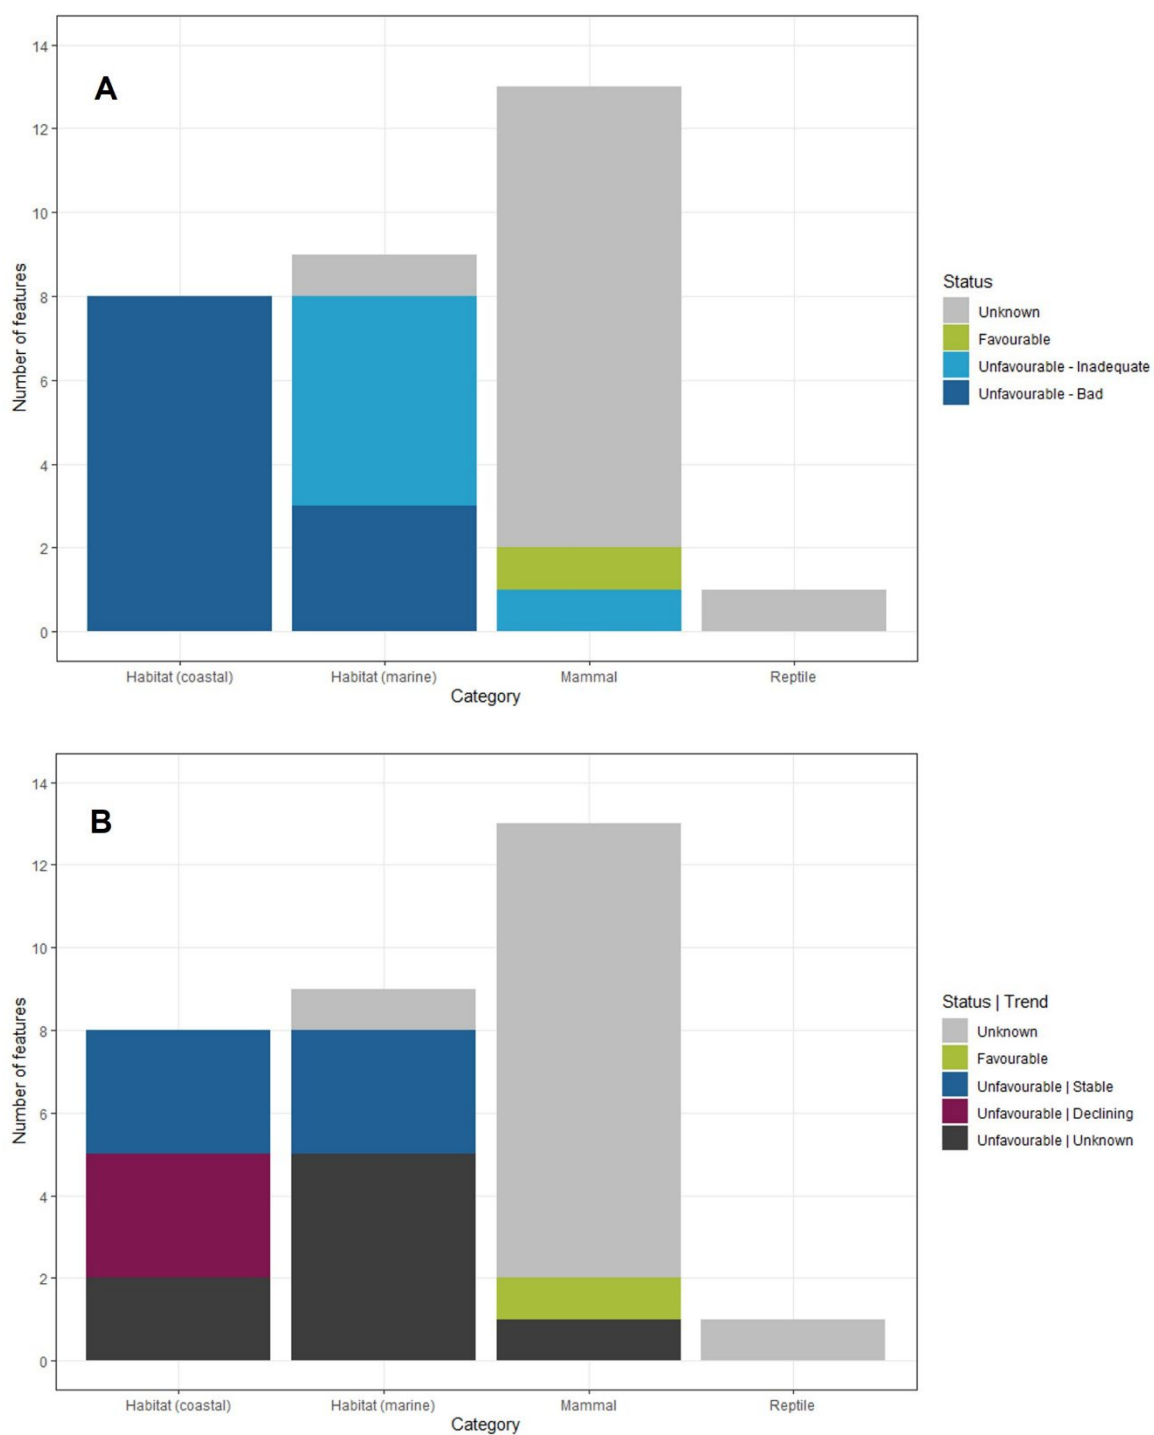 A
14
12
10
8
6
4
2
0
Number of features
Habitat (coastal)
Habitat (marine)
Mammal
Reptile
Category
Status
Unknown
Favourable
Unfavourable - Inadequate
Unfavourable - Bad
B
14
12
10
8
6
4
2
0
Number of features
Habitat (coastal)
Habitat (marine)
Mammal
Reptile
Category
Status | Trend
Unknown
Favourable
Unfavourable | Stable
Unfavourable | Declining
Unfavourable | Unknown